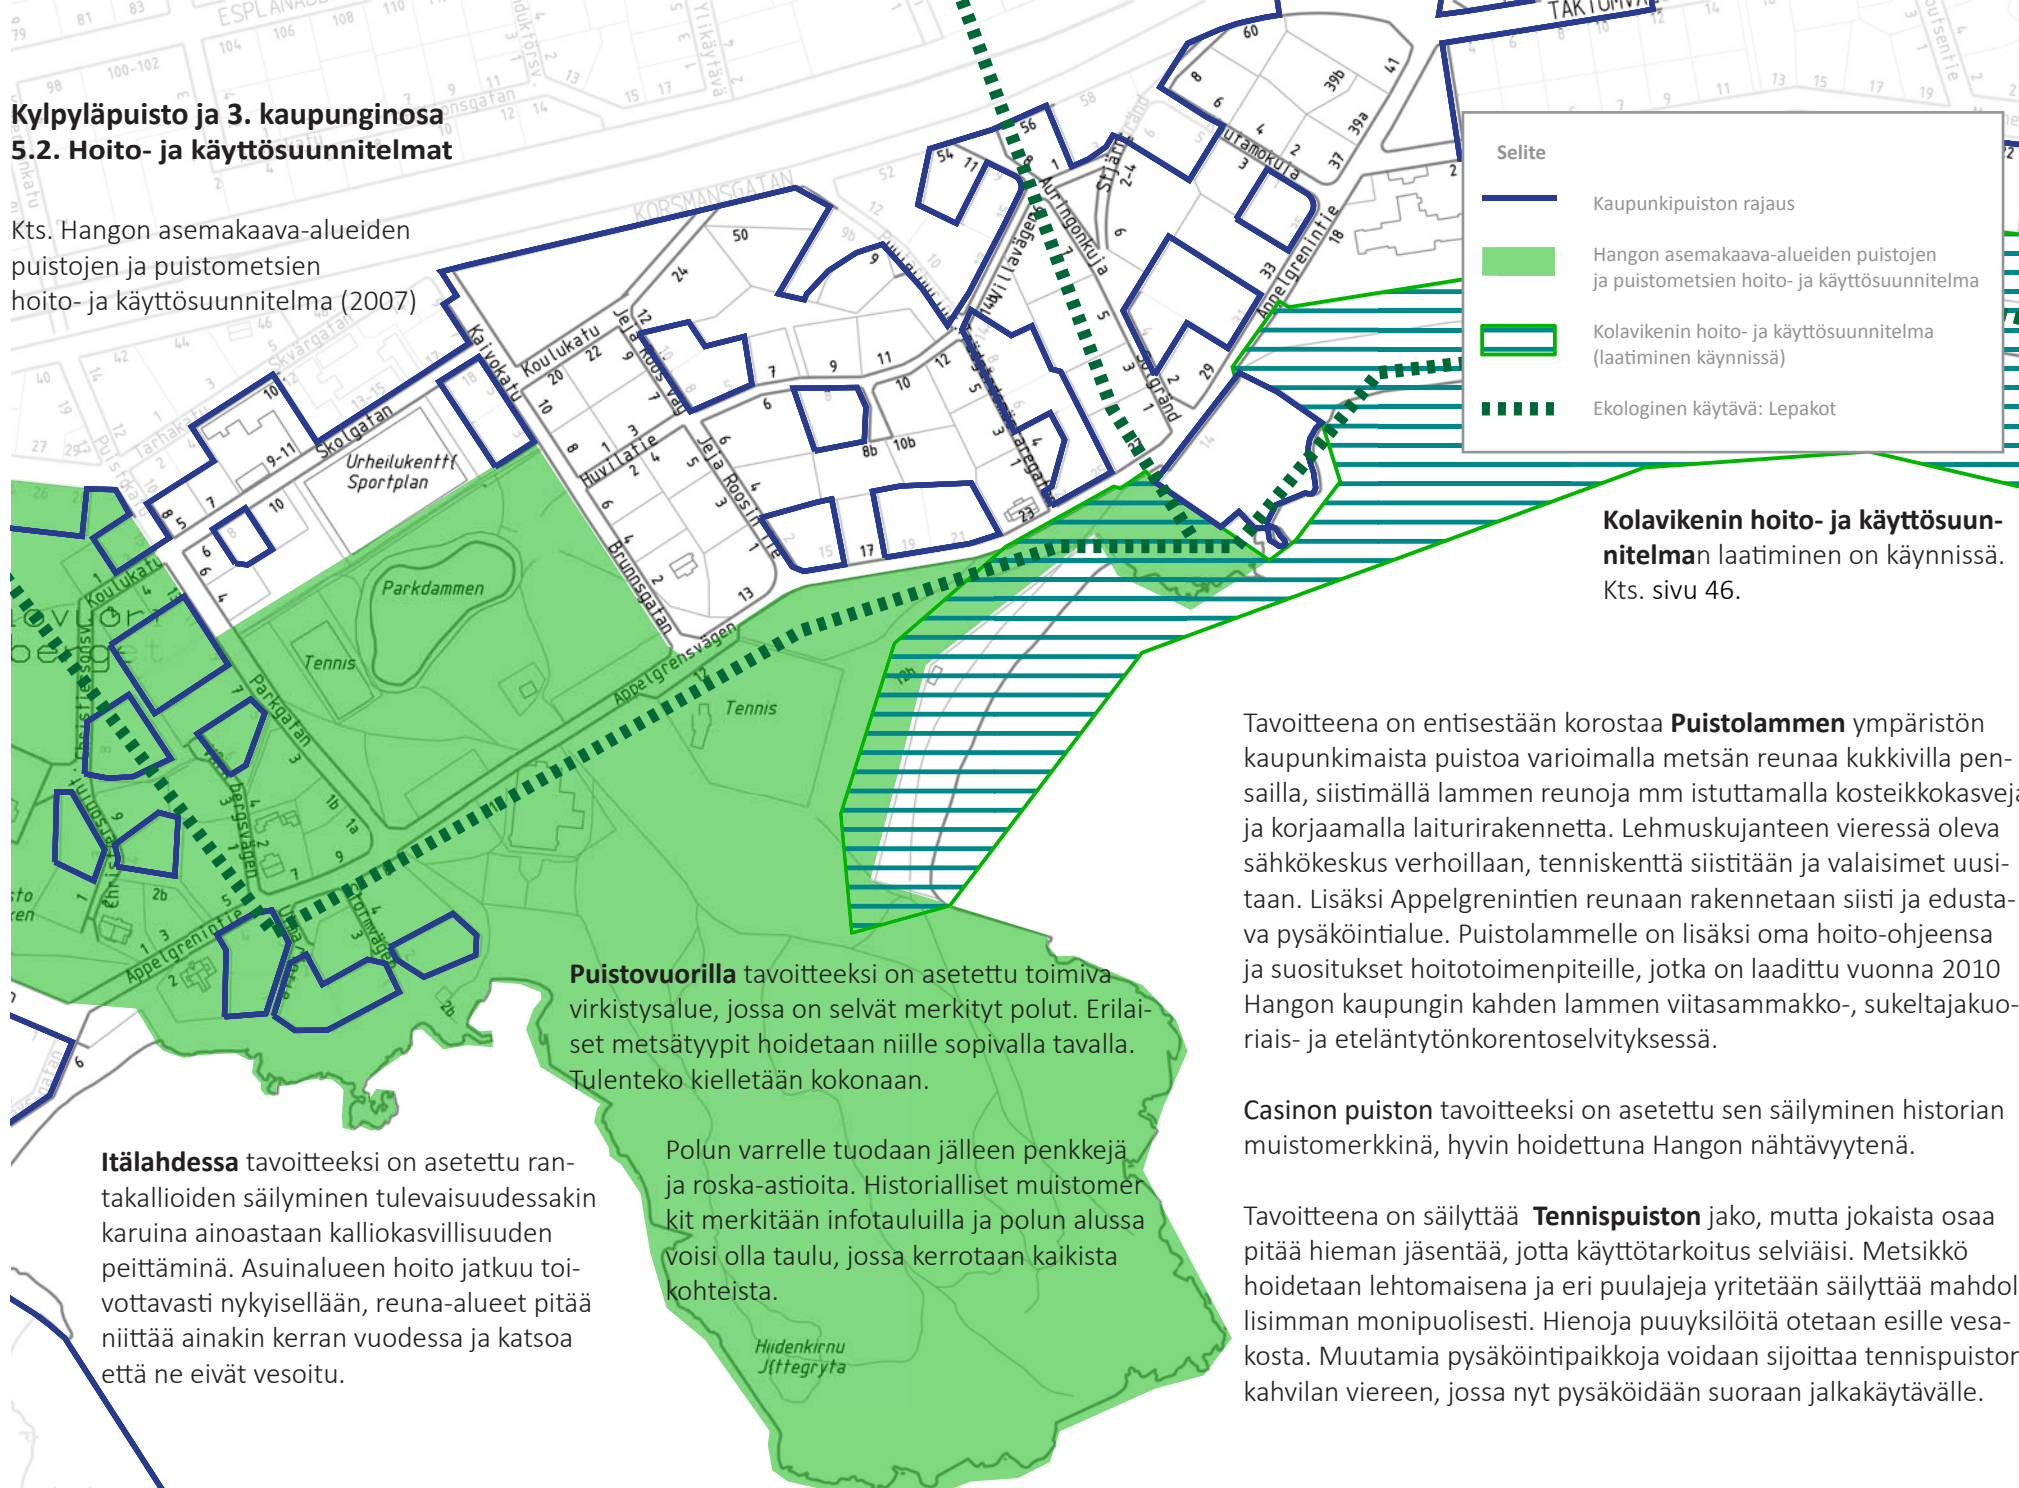 Kylpyläpuisto ja 3. kaupunginosa
5.2. Hoito- ja käyttösuunnitelmat
Kts. Hangon asemakaava-alueiden
puistojen ja puistometsien
hoito- ja käyttösuunnitelma (2007)
Selite
Kaupunkipuiston rajaus
Hangon asemakaava-alueiden puistojen
ja puistometsien hoito- ja käyttösuunnitelma
Kolavikenin hoito- ja käyttösuunnitelma
(laatiminen käynnissä)
Ekologinen käytävä: Lepakot
KORSMANSGATAN
Kaivokatu
Koulukatu
Skolgatan
Urheilukentt{
Sportplan
Huvilatie
Jeja Roosin tie
Brunnsgatan
Auringonkuja
Appelgrenintie
Parkdammen
Tennis
Parkgatan
Appelgrensvägen
Tennis
Koulukatu
Appelgrenintie
Stormvägen
Hiidenkirnu
J{ttegryta
Kolavikenin hoito- ja käyttösuun-
nitelman laatiminen on käynnissä.
Kts. sivu 46.
Tavoitteena on entisestään korostaa Puistolammen ympäristön
kaupunkimaista puistoa varioimalla metsän reunaa kukkivilla pen-
sailla, siistimällä lammen reunoja mm istuttamalla kosteikkokasveja
ja korjaamalla laiturirakennetta. Lehmuskujanteen vieressä oleva
sähkökeskus verhoillaan, tenniskenttä siistitään ja valaisimet uusi-
taan. Lisäksi Appelgrenintien reunaan rakennetaan siisti ja edusta-
va pysäköintialue. Puistolammelle on lisäksi oma hoito-ohjeensa
ja suositukset hoitotoimenpiteille, jotka on laadittu vuonna 2010
Hangon kaupungin kahden lammen viitasammakko-, sukeltajakuo-
riais- ja eteläntytönkorentoselvityksessä.
Casinon puiston tavoitteeksi on asetettu sen säilyminen historian
muistomerkkinä, hyvin hoidettuna Hangon nähtävyytenä.
Tavoitteena on säilyttää Tennispuiston jako, mutta jokaista osaa
pitää hieman jäsentää, jotta käyttötarkoitus selviäisi. Metsikkö
hoidetaan lehtomaisena ja eri puulajeja yritetään säilyttää mahdol
lisimman monipuolisesti. Hienoja puuyksilöitä otetaan esille vesa-
kosta. Muutamia pysäköintipaikkoja voidaan sijoittaa tennispuiston
kahvilan viereen, jossa nyt pysäköidään suoraan jalkakäytävälle.
Puistovuorilla tavoitteeksi on asetettu toimiva
virkistysalue, jossa on selvät merkityt polut. Erilai-
set metsätyypit hoidetaan niille sopivalla tavalla.
Tulenteko kielletään kokonaan.
Polun varrelle tuodaan jälleen penkkejä
ja roska-astioita. Historialliset muistomer
kit merkitään infotauluilla ja polun alussa
voisi olla taulu, jossa kerrotaan kaikista
kohteista.
Itälahdessa tavoitteeksi on asetettu ran-
takallioiden säilyminen tulevaisuudessakin
karuina ainoastaan kalliokasvillisuuden
peittäminä. Asuinalueen hoito jatkuu toi-
vottavasti nykyisellään, reuna-alueet pitää
niittää ainakin kerran vuodessa ja katsoa
että ne eivät vesoitu.